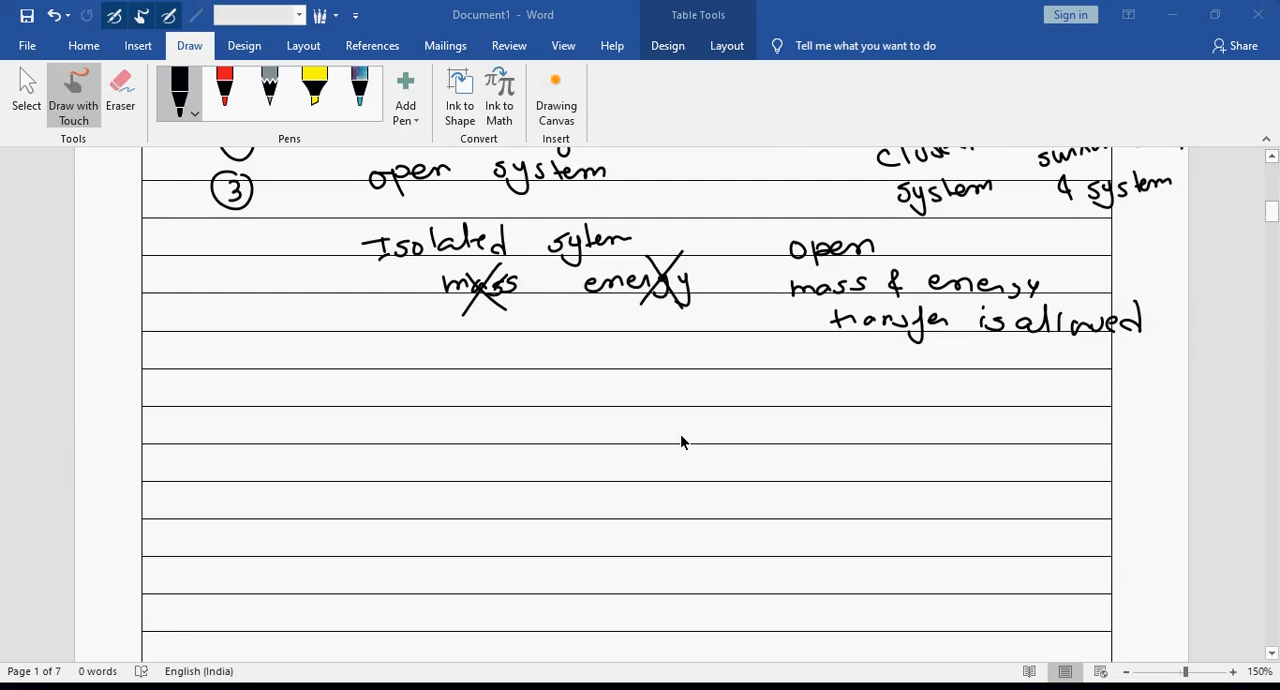 Document1 - Word
Table Tools
Sign in
File Home Insert Draw Design Layout References Mailings Review View Help Design Layout Tell me what you want to do Share
Select Draw with Touch Eraser Add Pen Ink to Shape Ink to Math Drawing Canvas
Tools Pens Convert Insert
3 open system
system & system
Isolated sytem
mass energy
open
mass & energy
transfer is allowed
Page 1 of 7 0 words English (India) 150%